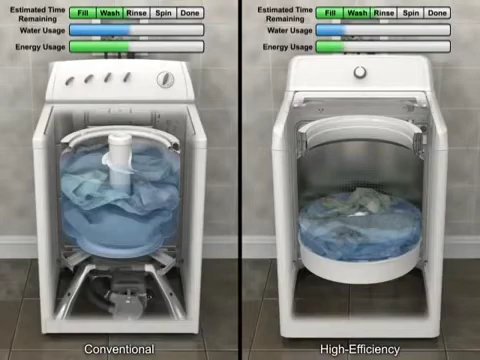 Estimated Time Remaining Fill Wash Rinse Spin Done
Water Usage
Energy Usage
Conventional
Estimated Time Remaining Fill Wash Rinse Spin Done
Water Usage
Energy Usage
High-Efficiency